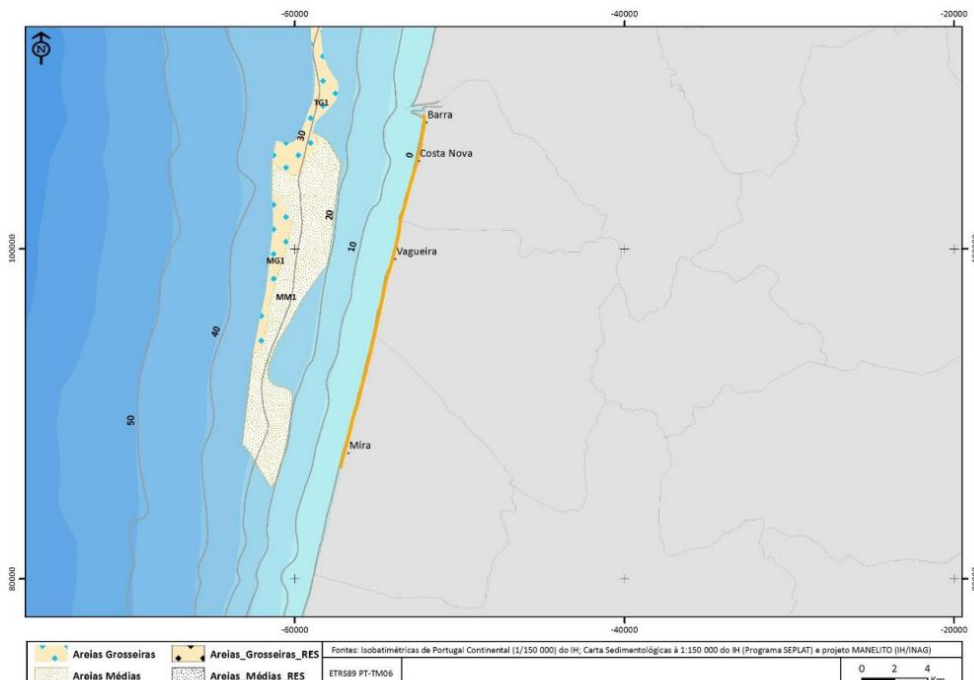 -60000
-40000
-20000
N
TG1
Barra
30
0
Costa Nova
20
10
100000
Vagueira
MG1
MM1
40
50
Mira
80000
80000
-60000
-40000
-20000
Areias Grosseiras
Areias_Grosseiras_RES
Areias Médias
Areias_Médias_RES
Fontes: Isobatimétricas de Portugal Continental (1/150 000) do IH; Carta Sedimentológicas à 1:150 000 do IH (Programa SEPLAT) e projeto MANELITO (IH/INAG)
ETRS89 PT-TM06
0 2 4
Km